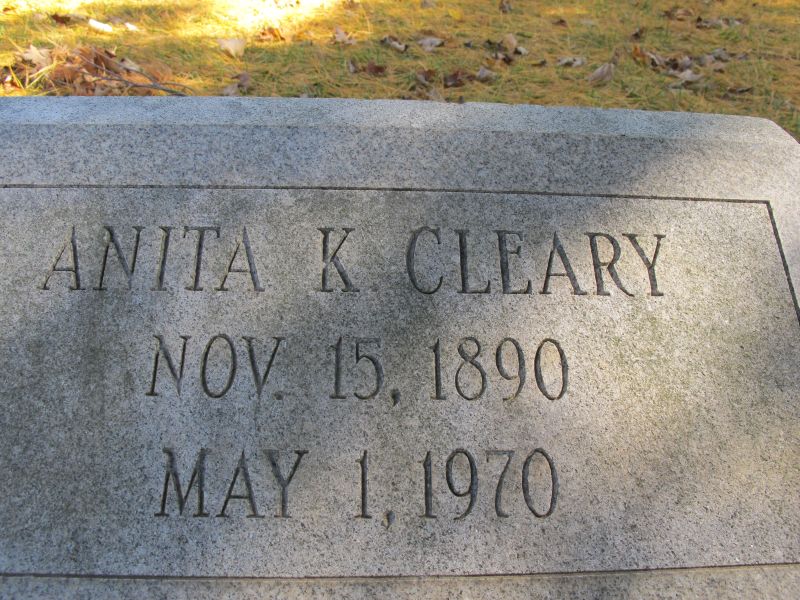 ANITA K. CLEARY
NOV. 15, 1890
MAY 1, 1970